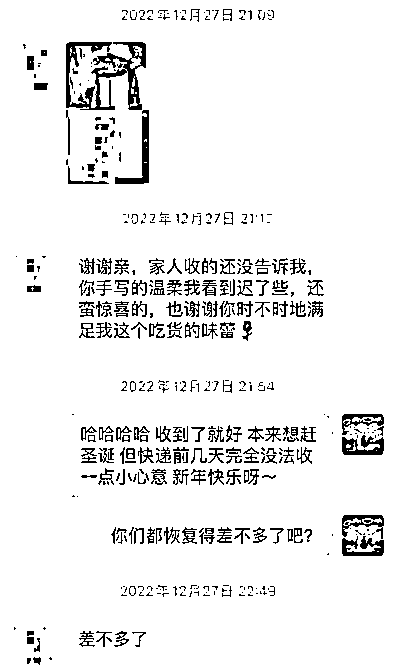 2022年12月27日 21:09
2022年12月27日 21:1
谢谢亲，家人收的还没告诉我，
你手写的温柔我看到迟了些，还
蛮惊喜的，也谢谢你时不时地满
足我这个吃货的味蕾🌹
2022年12月27日 21:54
哈哈哈哈 收到了就好 本来想赶
圣诞 但快递前几天完全没法收
一点小心意 新年快乐呀～
你们都恢复得差不多了吧？
2022年12月27日 22:49
差不多了